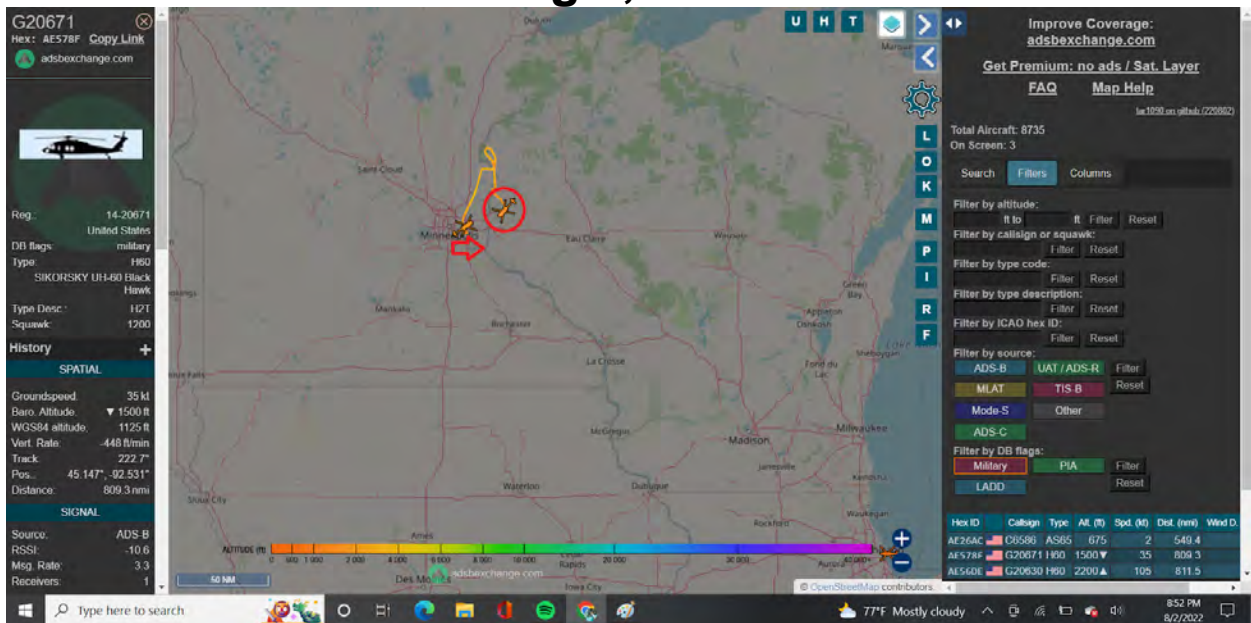 G20671
Hex: AE578F Copy Link
adsbexchange.com
Reg.: 14-20671
United States
DB flags: military
Type: H60
SIKORSKY UH-60 Black
Hawk
Type Desc.: H2T
Squawk: 1200
History +
SPATIAL
Groundspeed: 35 kt
Baro. Altitude: ▼ 1500 ft
WGS84 altitude: 1125 ft
Vert. Rate: -448 ft/min
Track: 222.7°
Pos.: 45.147°, -92.531°
Distance: 809.3 nmi
SIGNAL
Source: ADS-B
RSSI: -10.6
Msg. Rate: 3.3
Receivers: 1
U H T
Duluth
Saint Cloud
Minneapolis
Eau Claire
Wausau
Green
Bay
Mankato
Rochester
Appleton
Oshkosh
Sheboygan
La Crosse
Fond du
Lac
Sioux Falls
McGregor
Madison
Milwaukee
Janesville
Kenosha
Waterloo
Dubuque
Sioux City
Rockford
Waukegan
Ames
Cedar
Rapids
Aurora
Des Moines
Iowa City
ALTITUDE (ft)
0 500 1 000 2 000 4 000 6 000 8 000 10 000 20 000 30 000 40 000+
adsbexchange.com
50 NM
© OpenStreetMap contributors.
L
O
K
M
P
I
R
F
Improve Coverage:
adsbexchange.com
Get Premium: no ads / Sat. Layer
FAQ Map Help
tar1090 on github (220802)
Total Aircraft: 8735
On Screen: 3
Search Filters Columns
Filter by altitude:
ft to ft Filter Reset
Filter by callsign or squawk:
Filter Reset
Filter by type code:
Filter Reset
Filter by type description:
Filter Reset
Filter by ICAO hex ID:
Filter Reset
Filter by source:
ADS-B UAT / ADS-R Filter
MLAT TIS-B Reset
Mode-S Other
ADS-C
Filter by DB flags:
Military PIA Filter
LADD Reset
Hex ID Callsign Type Alt. (ft) Spd. (kt) Dist. (nmi) Wind D.
AE26AC C6586 AS65 675 2 549.4
AE578F G20671 H60 1500▼ 35 809.3
AE56DE G20630 H60 2200▲ 105 811.5
Type here to search
77°F Mostly cloudy
8:52 PM
8/2/2022